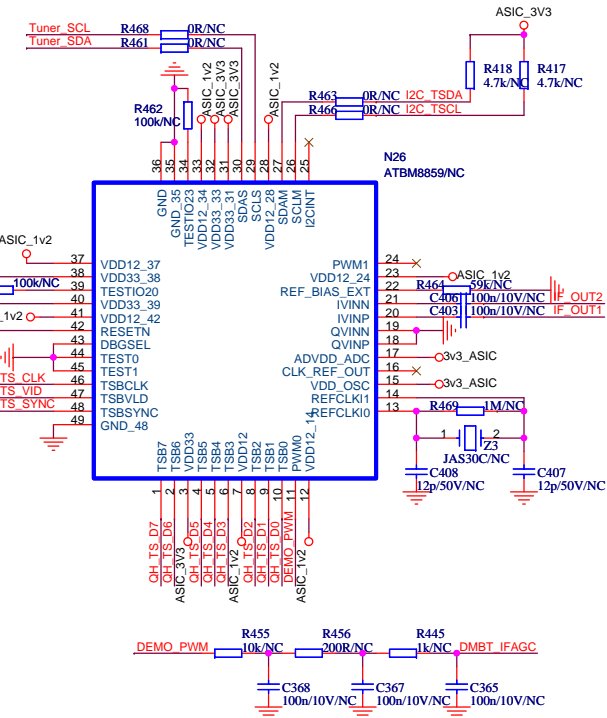 ASIC_3V3
Tuner_SCL R468 0R/NC
Tuner_SDA R461 0R/NC
R418 R417
4.7k/NC 4.7k/NC
ASIC_1v2
ASIC_3V3
ASIC_3V3
ASIC_1v2
R463 0R/NC I2C_TSDA
R466 0R/NC I2C_TSCL
R462
100k/NC
36 35 34 33 32 31 30 29 28 27 26 25
N26
ATBM8859/NC
GND
GND_35
TESTIO23
VDD12_34
VDD33_33
VDD33_31
SDAS
SCLS
VDD12_28
SDAM
SCLM
I2CINT
ASIC_1v2
37 VDD12_37
38 VDD33_38
100k/NC 39 TESTIO20
40 VDD33_39
1v2 41 VDD12_42
42 RESETN
43 DBGSEL
44 TEST0
45 TEST1
TS_CLK 46 TSBCLK
TS_VID 47 TSBVLD
TS_SYNC 48 TSBSYNC
49 GND_48
PWM1 24
VDD12_24 23 ASIC_1v2
REF_BIAS_EXT 22 R464 59k/NC
IVINN 21 C406 100n/10V/NC IF_OUT2
IVINP 20 C403 100n/10V/NC IF_OUT1
QVINN 19
QVINP 18
ADVDD_ADC 17 3v3_ASIC
CLK_REF_OUT 16
VDD_OSC 15 3v3_ASIC
REFCLKI1 14
REFCLKI0 13 R469 1M/NC
1 2
Z3
JAS30C/NC
C408 C407
12p/50V/NC 12p/50V/NC
TSB7
TSB6
VDD33
TSB5
TSB4
TSB3
VDD12
TSB2
TSB1
TSB0
PWM0
VDD12_14
1 2 3 4 5 6 7 8 9 10 11 12
QH_TS_D7
QH_TS_D6
ASIC_3V3
QH_TS_D5
QH_TS_D4
QH_TS_D3
ASIC_1v2
QH_TS_D2
QH_TS_D1
QH_TS_D0
DEMO_PWM
ASIC_1v2
R455 R456 R445
DEMO_PWM 10k/NC 200R/NC 1k/NC DMBT_IFAGC
C368 C367 C365
100n/10V/NC 100n/10V/NC 100n/10V/NC